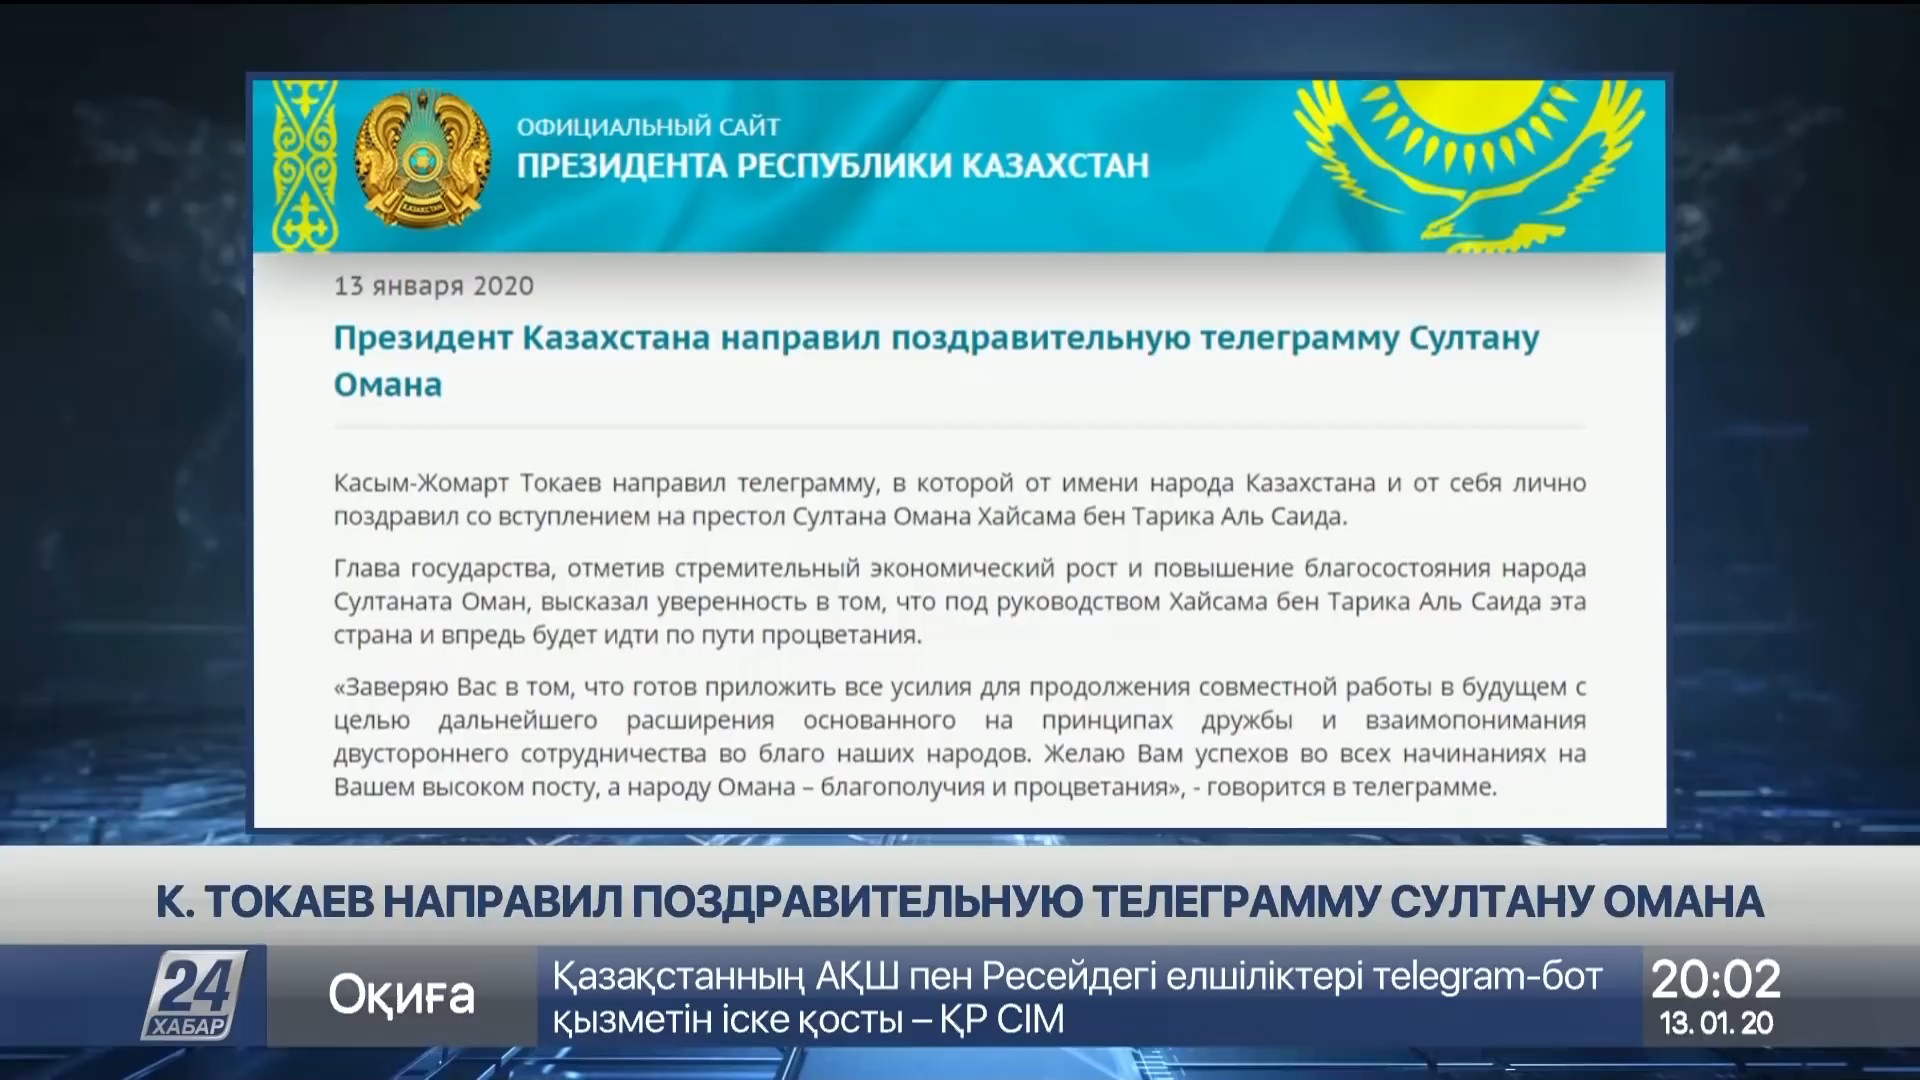 ОФИЦИАЛЬНЫЙ САЙТ
ПРЕЗИДЕНТА РЕСПУБЛИКИ КАЗАХСТАН
ҚАЗАҚСТАН
13 января 2020
Президент Казахстана направил поздравительную телеграмму Султану
Омана
Касым-Жомарт Токаев направил телеграмму, в которой от имени народа Казахстана и от себя лично
поздравил со вступлением на престол Султана Омана Хайсама бен Тарика Аль Саида.
Глава государства, отметив стремительный экономический рост и повышение благосостояния народа
Султаната Оман, высказал уверенность в том, что под руководством Хайсама бен Тарика Аль Саида эта
страна и впредь будет идти по пути процветания.
«Заверяю Вас в том, что готов приложить все усилия для продолжения совместной работы в будущем с
целью дальнейшего расширения основанного на принципах дружбы и взаимопонимания
двустороннего сотрудничества во благо наших народов. Желаю Вам успехов во всех начинаниях на
Вашем высоком посту, а народу Омана – благополучия и процветания», - говорится в телеграмме.
К. ТОКАЕВ НАПРАВИЛ ПОЗДРАВИТЕЛЬНУЮ ТЕЛЕГРАММУ СУЛТАНУ ОМАНА
24
ХАБАР
Оқиға
Қазақстанның АҚШ пен Ресейдегі елшіліктері telegram-бот
қызметін іске қосты – ҚР СІМ
20:02
13. 01. 20